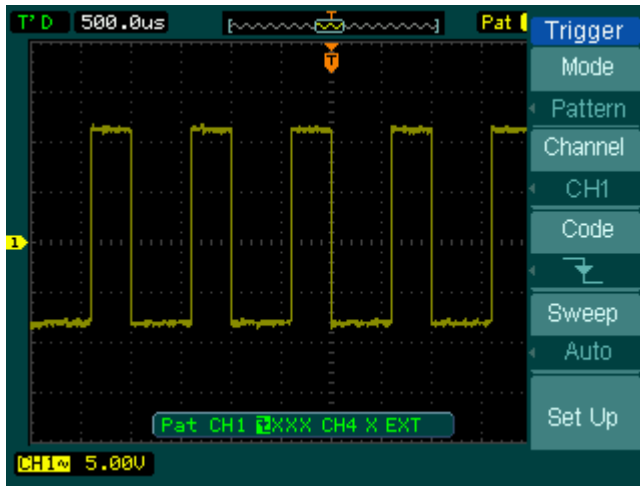 T'D 500.0us Pat
T
Trigger
Mode
Pattern
Channel
CH1
Code
Sweep
Auto
Set Up
1
Pat CH1 XXX CH4 X EXT
CH1~ 5.00V